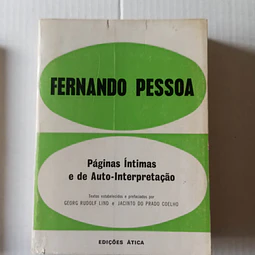 FERNANDO PESSOA
Páginas Íntimas
e de Auto-Interpretação
Textos estabelecidos e prefaciados por
GEORG RUDOLF LIND e JACINTO DO PRADO COELHO
EDIÇÕES ÁTICA